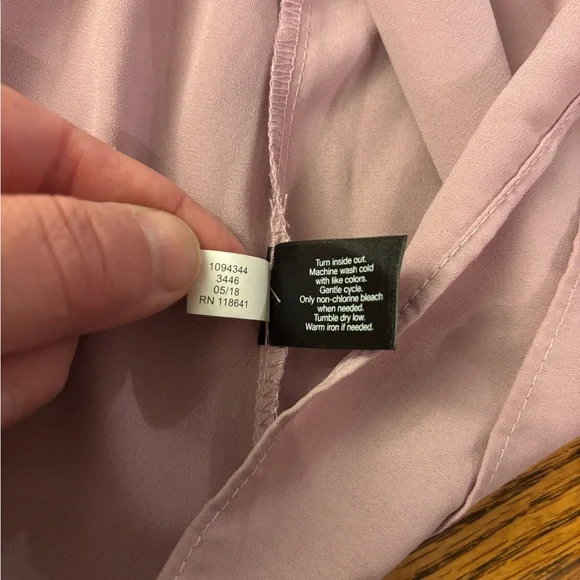 1094344
3446
05/18
RN 118641
Turn inside out.
Machine wash cold
with like colors.
Gentle cycle.
Only non-chlorine bleach
when needed.
Tumble dry low.
Warm iron if needed.